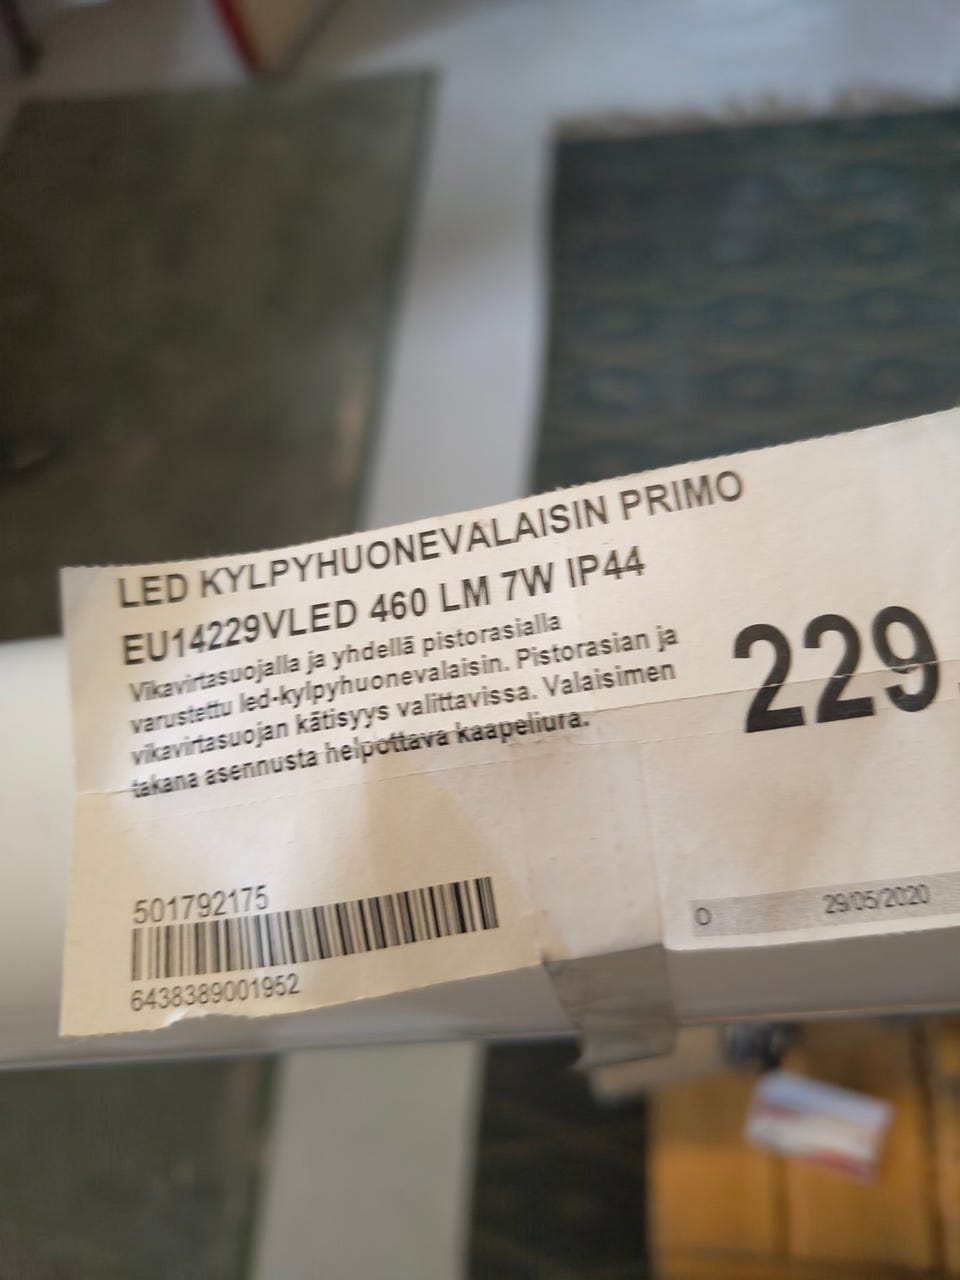 LED KYLPYHUONEVALAISIN PRIMO
EU14229VLED 460 LM 7W IP44
Vikavirtasuojalla ja yhdellä pistorasialla
varustettu led-kylpyhuonevalaisin. Pistorasian ja
vikavirtasuojan kätisyys valittavissa. Valaisimen
takana asennusta helpottava kaapeliura.
229
501792175
6438389001952
O 29/05/2020